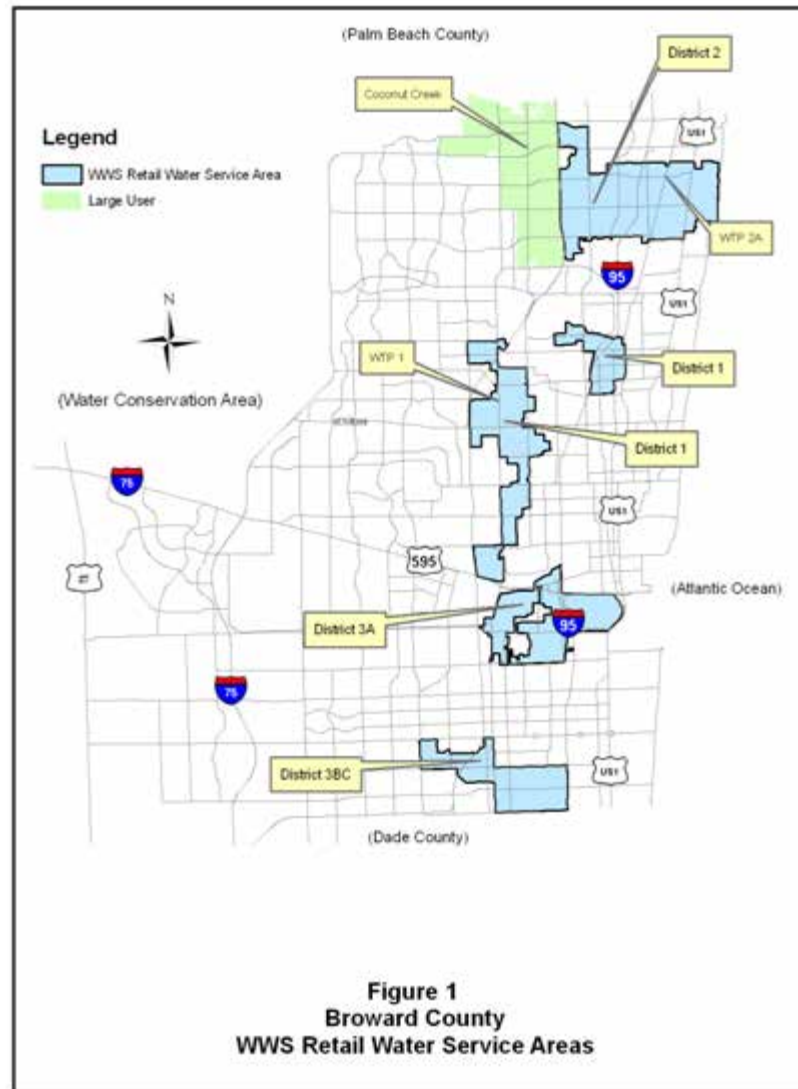 (Palm Beach County)
District 2
Coconut Creek
US1
Legend
WWS Retail Water Service Area
Large User
WTP 2A
95
US1
N
WTP 1
District 1
(Water Conservation Area)
District 1
75
US1
595
27
(Atlantic Ocean)
District 3A
95
75
District 3BC
US1
(Dade County)
Figure 1
Broward County
WWS Retail Water Service Areas